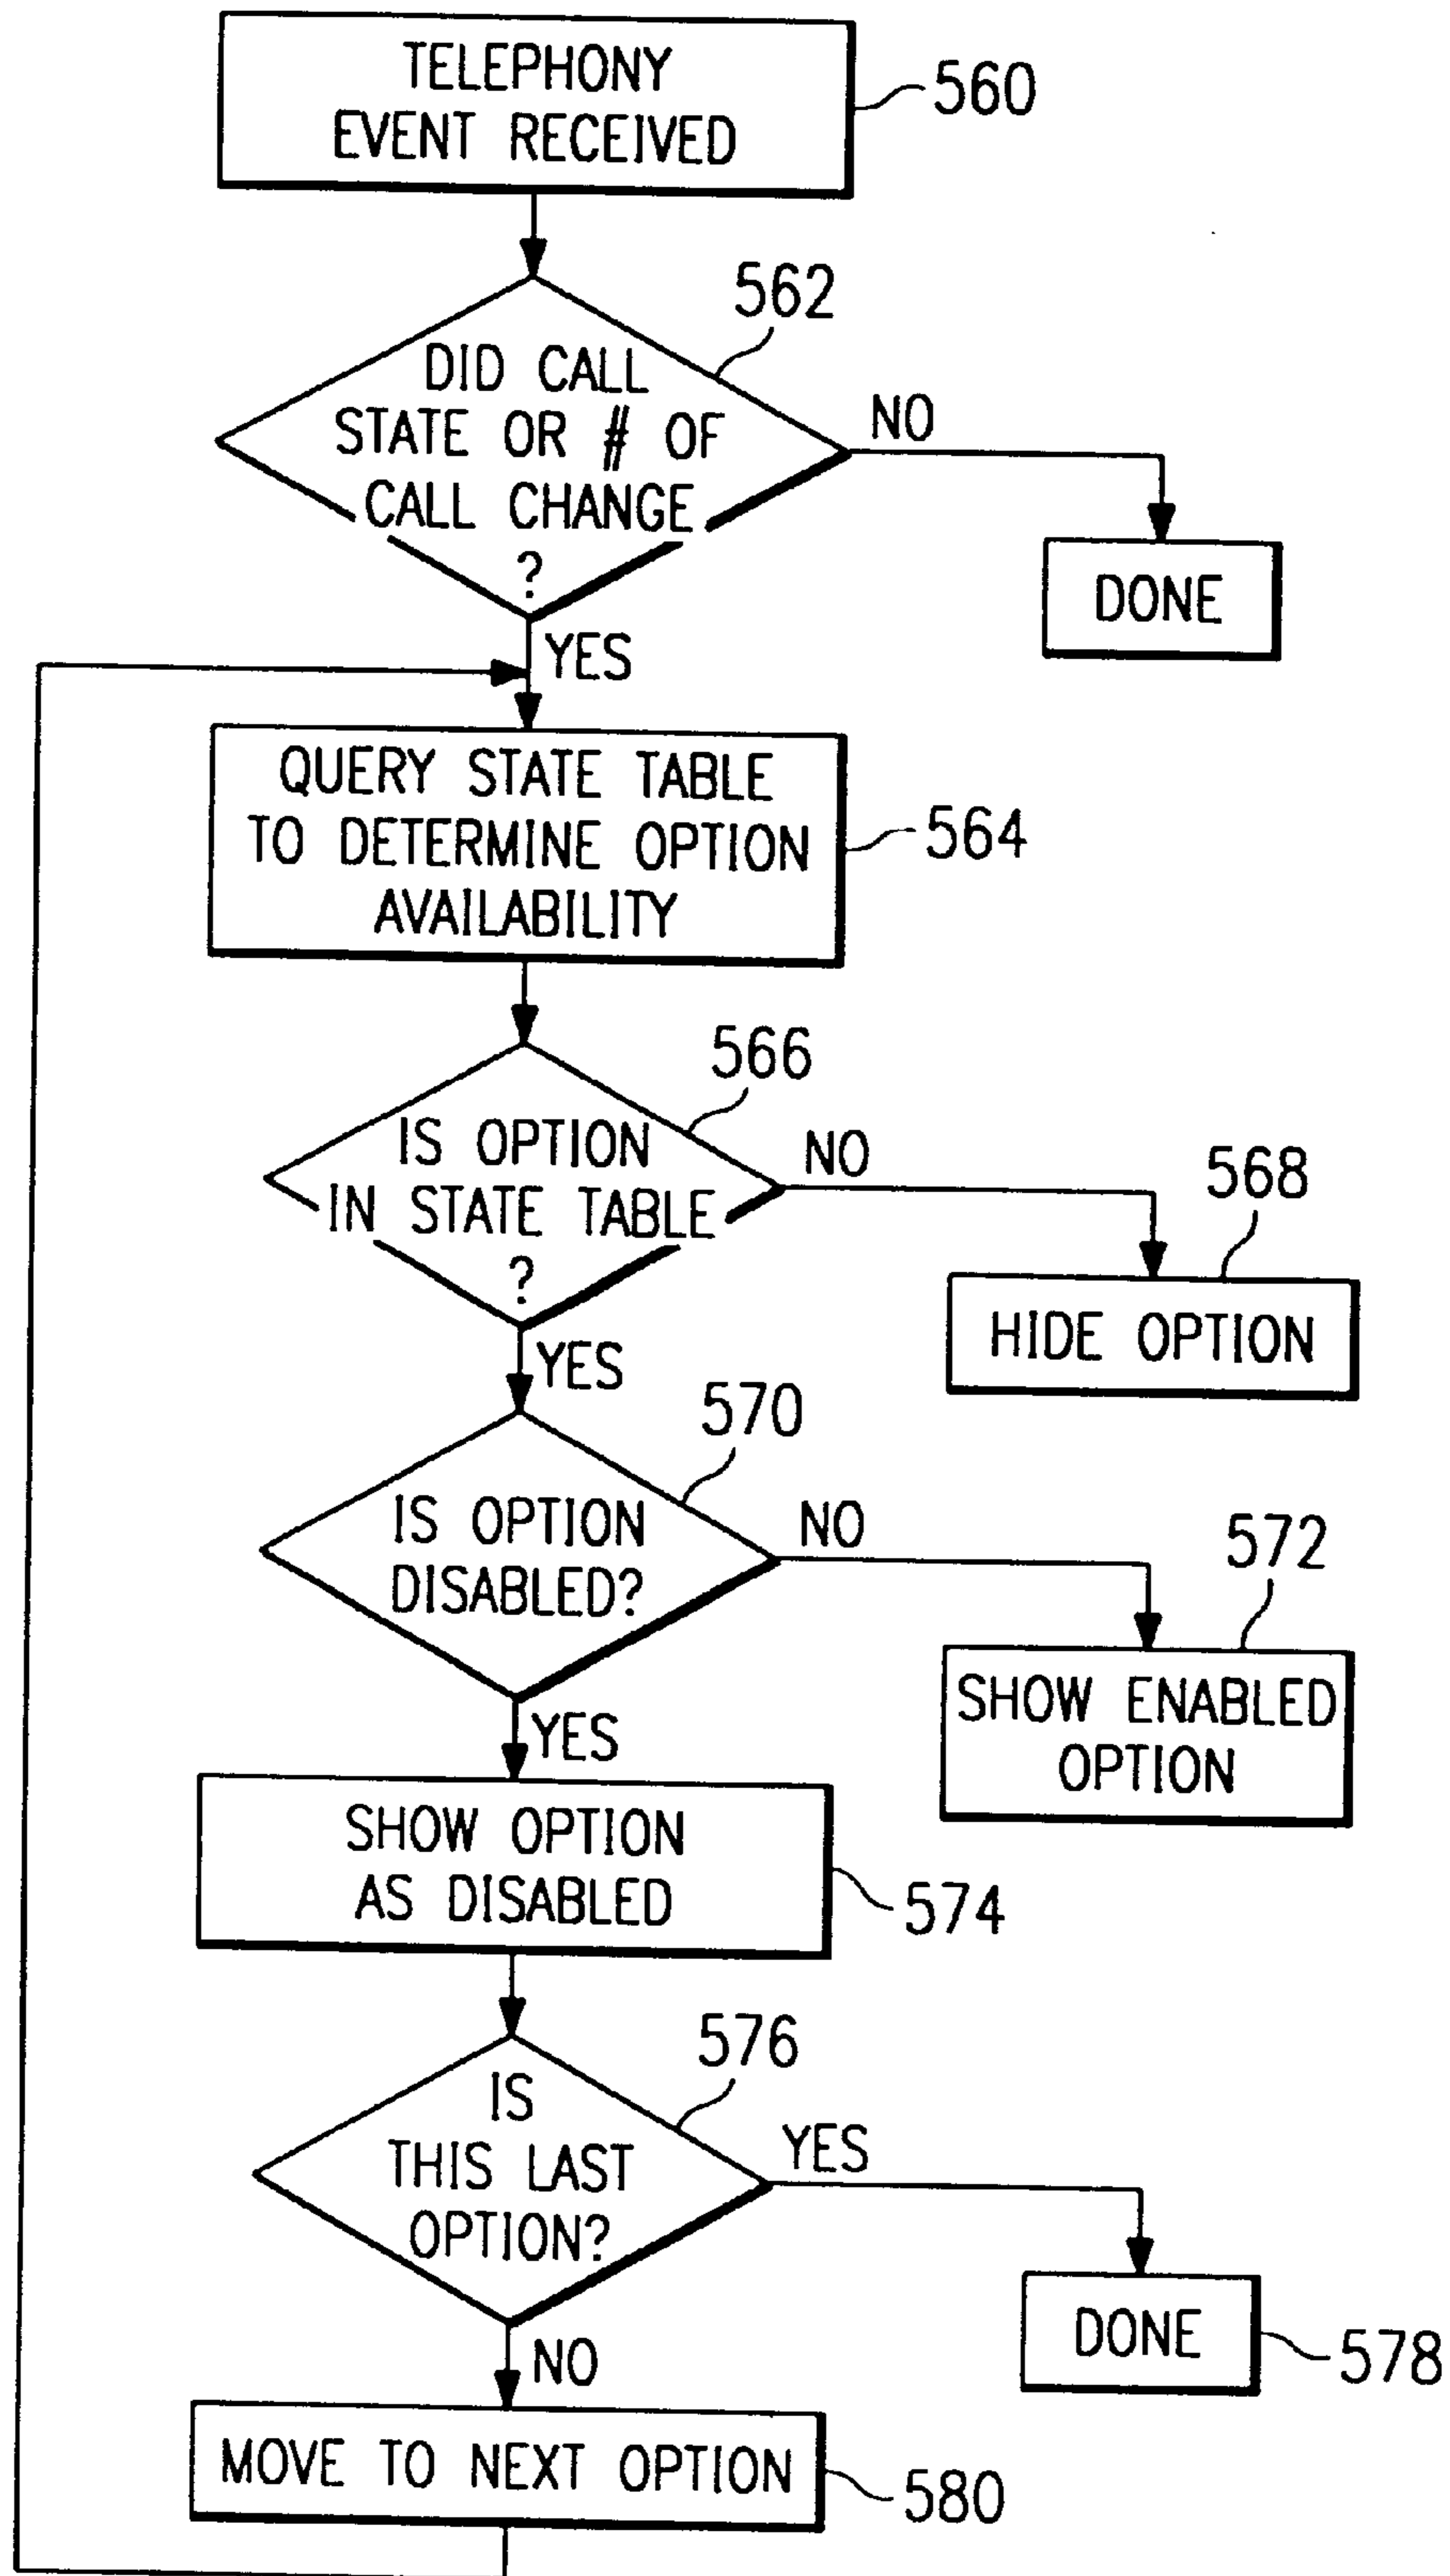 TELEPHONY
EVENT RECEIVED
560
562
DID CALL
STATE OR # OF
CALL CHANGE
?
NO
DONE
YES
QUERY STATE TABLE
TO DETERMINE OPTION
AVAILABILITY
564
566
IS OPTION
IN STATE TABLE
?
NO
568
HIDE OPTION
YES
570
IS OPTION
DISABLED?
NO
572
SHOW ENABLED
OPTION
YES
SHOW OPTION
AS DISABLED
574
576
IS
THIS LAST
OPTION?
YES
DONE
578
NO
MOVE TO NEXT OPTION
580